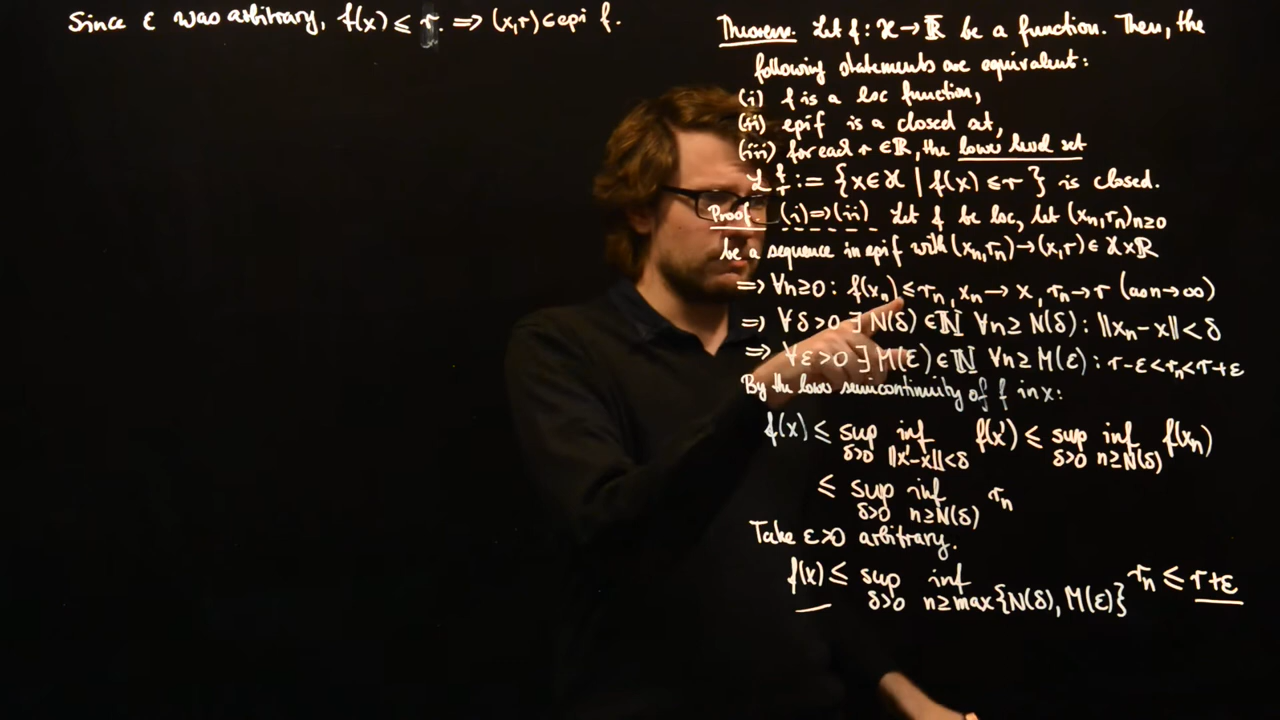 Since ε was arbitrary, f(x) ≤ r. ⟹ (x,r) ∈ epi f.
Theorem. Let f: 𝒳 → ℝ be a function. Then, the
following statements are equivalent:
(i) f is a lsc function,
(ii) epi f is a closed set,
(iii) for each r ∈ ℝ, the lower level set
ℒ_r^f := {x ∈ 𝒳 | f(x) ≤ r} is closed.
Proof. (i) ⟹ (ii) Let f be lsc, let (x_n, r_n)_{n≥0}
be a sequence in epi f with (x_n, r_n) → (x, r) ∈ 𝒳 × ℝ
⟹ ∀n≥0: f(x_n) ≤ r_n, x_n → x, r_n → r (as n → ∞)
⟹ ∀δ>0 ∃N(δ) ∈ ℕ ∀n ≥ N(δ): ‖x_n − x‖ < δ
⟹ ∀ε>0 ∃M(ε) ∈ ℕ ∀n ≥ M(ε): r−ε < r_n < r+ε
By the lower semicontinuity of f in x:
f(x) ≤ sup_{δ>0} inf_{‖x'−x‖<δ} f(x') ≤ sup_{δ>0} inf_{n≥N(δ)} f(x_n)
≤ sup_{δ>0} inf_{n≥N(δ)} r_n
Take ε>0 arbitrary.
f(x) ≤ sup_{δ>0} inf_{n≥max{N(δ), M(ε)}} r_n ≤ r+ε